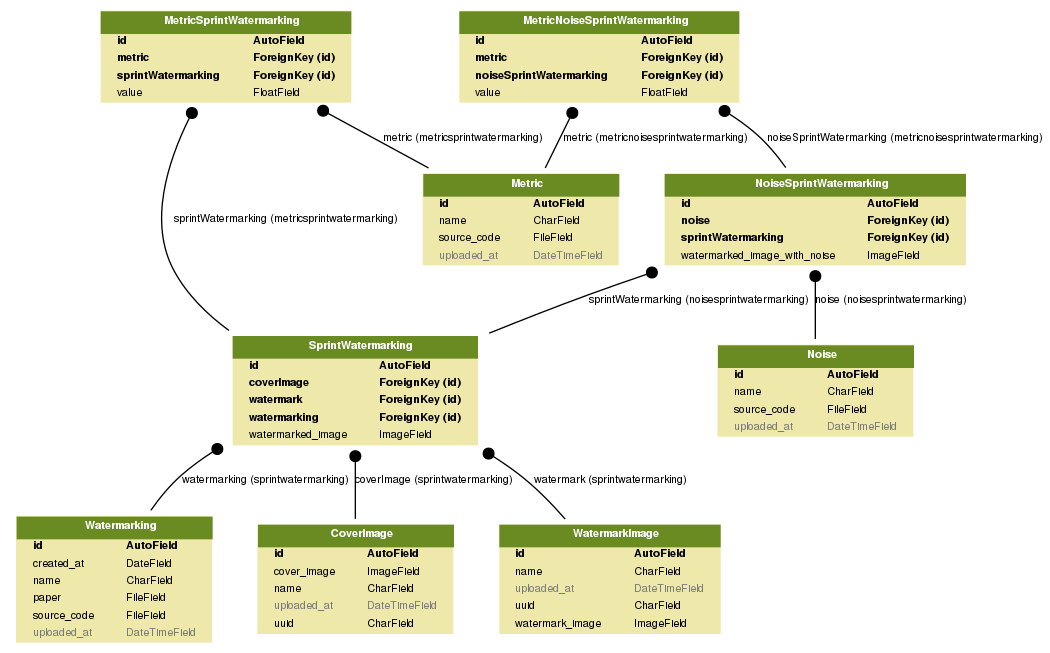 MetricSprintWatermarking
id AutoField
metric ForeignKey (id)
sprintWatermarking ForeignKey (id)
value FloatField
MetricNoiseSprintWatermarking
id AutoField
metric ForeignKey (id)
noiseSprintWatermarking ForeignKey (id)
value FloatField
metric (metricsprintwatermarking)
metric (metricnoisesprintwatermarking)
noiseSprintWatermarking (metricnoisesprintwatermarking)
Metric
id AutoField
name CharField
source_code FileField
uploaded_at DateTimeField
NoiseSprintWatermarking
id AutoField
noise ForeignKey (id)
sprintWatermarking ForeignKey (id)
watermarked_image_with_noise ImageField
sprintWatermarking (metricsprintwatermarking)
sprintWatermarking (noisesprintwatermarking)
noise (noisesprintwatermarking)
SprintWatermarking
id AutoField
coverImage ForeignKey (id)
watermark ForeignKey (id)
watermarking ForeignKey (id)
watermarked_image ImageField
Noise
id AutoField
name CharField
source_code FileField
uploaded_at DateTimeField
watermarking (sprintwatermarking)
coverImage (sprintwatermarking)
watermark (sprintwatermarking)
Watermarking
id AutoField
created_at DateField
name CharField
paper FileField
source_code FileField
uploaded_at DateTimeField
CoverImage
id AutoField
cover_image ImageField
name CharField
uploaded_at DateTimeField
uuid CharField
WatermarkImage
id AutoField
name CharField
uploaded_at DateTimeField
uuid CharField
watermark_image ImageField